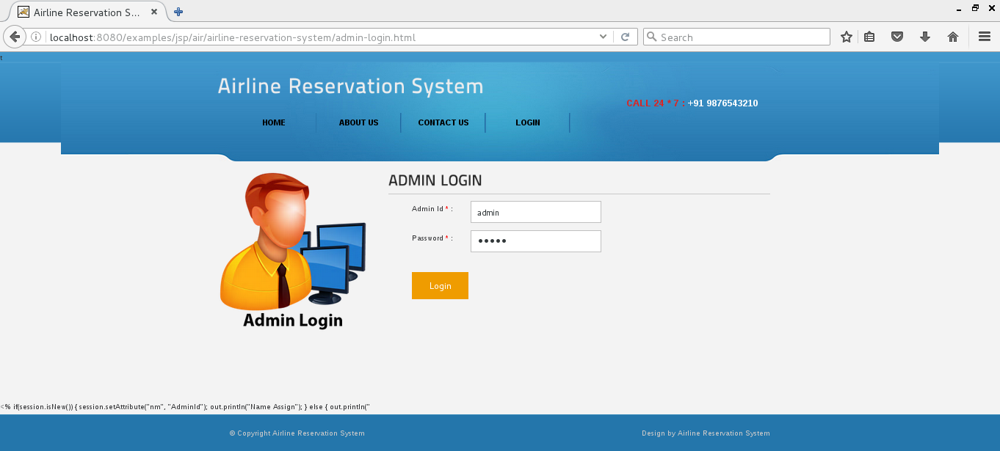 Airline Reservation S...
localhost:8080/examples/jsp/air/airline-reservation-system/admin-login.html
Search
t
Airline Reservation System
CALL 24 * 7 : +91 9876543210
HOME ABOUT US CONTACT US LOGIN
ADMIN LOGIN
Admin Id * : admin
Password * : •••••
Login
Admin Login
<% if(session.isNew()) { session.setAttribute("nm", "AdminId"); out.println("Name Assign"); } else { out.println("
© Copyright Airline Reservation System
Design by Airline Reservation System